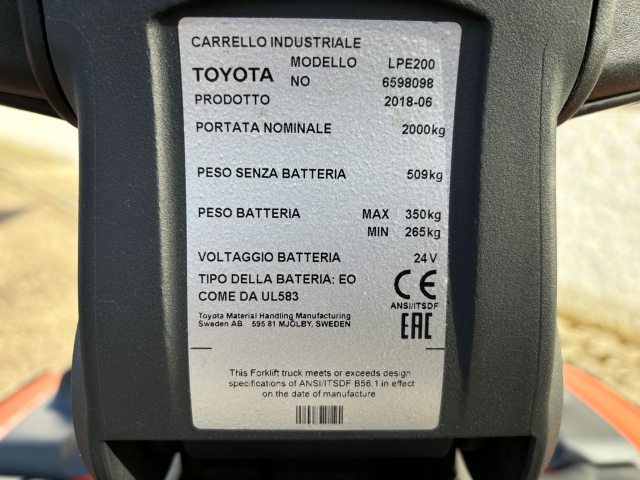 CARRELLO INDUSTRIALE
TOYOTA MODELLO LPE200
NO 6598098
PRODOTTO 2018-06
PORTATA NOMINALE 2000kg
PESO SENZA BATTERIA 509kg
PESO BATTERIA MAX 350kg
MIN 265kg
VOLTAGGIO BATTERIA 24V
TIPO DELLA BATERIA: EO
COME DA UL583
CE
ANSI/ITSDF
Toyota Material Handling Manufacturing
Sweden AB 595 81 MJÖLBY, SWEDEN
EAC
This Forklift truck meets or exceeds design
specifications of ANSI/ITSDF B56.1 in effect
on the date of manufacture